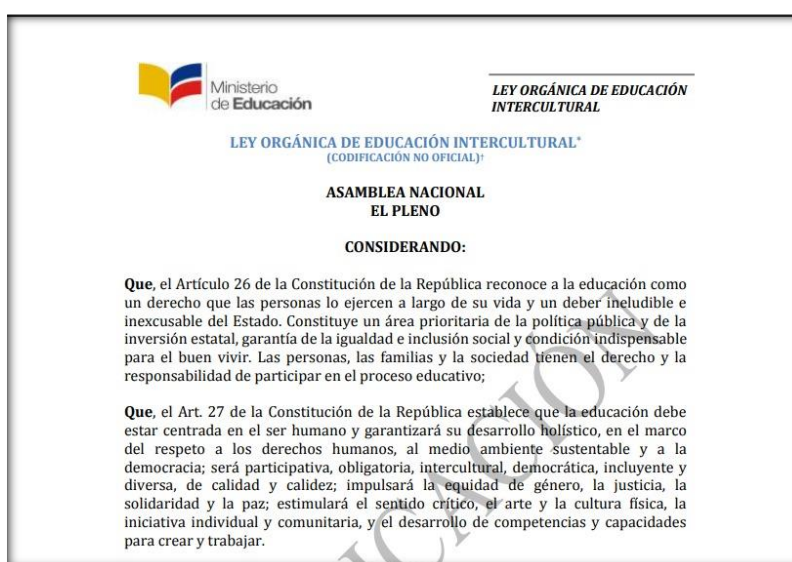 Ministerio
de Educación
LEY ORGÁNICA DE EDUCACIÓN
INTERCULTURAL
LEY ORGÁNICA DE EDUCACIÓN INTERCULTURAL*
(CODIFICACIÓN NO OFICIAL)†
ASAMBLEA NACIONAL
EL PLENO
CONSIDERANDO:
Que, el Artículo 26 de la Constitución de la República reconoce a la educación como
un derecho que las personas lo ejercen a largo de su vida y un deber ineludible e
inexcusable del Estado. Constituye un área prioritaria de la política pública y de la
inversión estatal, garantía de la igualdad e inclusión social y condición indispensable
para el buen vivir. Las personas, las familias y la sociedad tienen el derecho y la
responsabilidad de participar en el proceso educativo;
Que, el Art. 27 de la Constitución de la República establece que la educación debe
estar centrada en el ser humano y garantizará su desarrollo holístico, en el marco
del respeto a los derechos humanos, al medio ambiente sustentable y a la
democracia; será participativa, obligatoria, intercultural, democrática, incluyente y
diversa, de calidad y calidez; impulsará la equidad de género, la justicia, la
solidaridad y la paz; estimulará el sentido crítico, el arte y la cultura física, la
iniciativa individual y comunitaria, y el desarrollo de competencias y capacidades
para crear y trabajar.
ICACIÓN